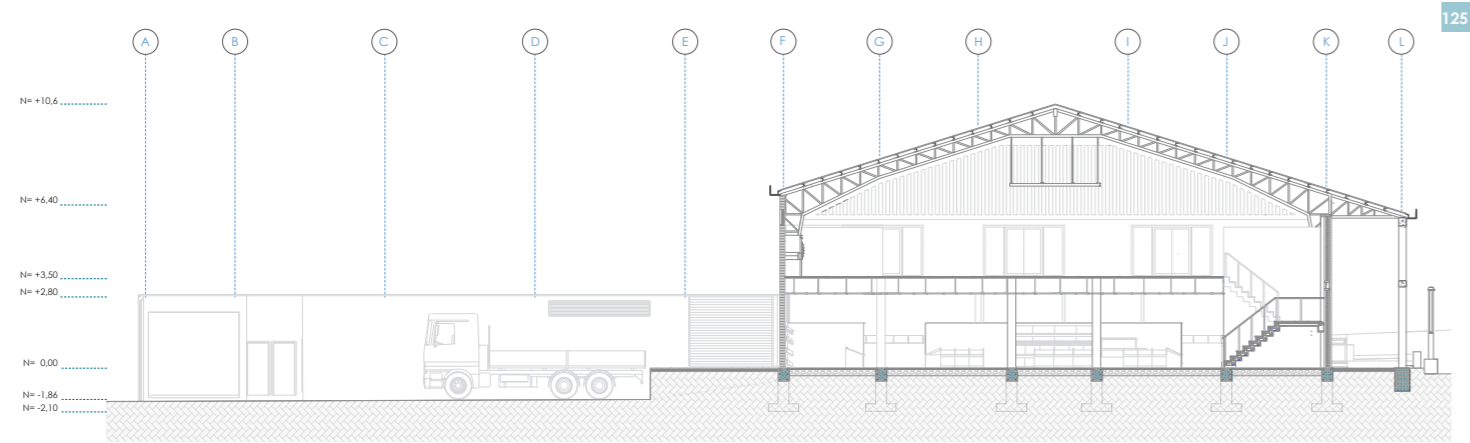 125
A B C D E F G H I J K L
N= +10,6
N= +6,40
N= +3,50
N= +2,80
N= 0,00
N= -1,86
N= -2,10